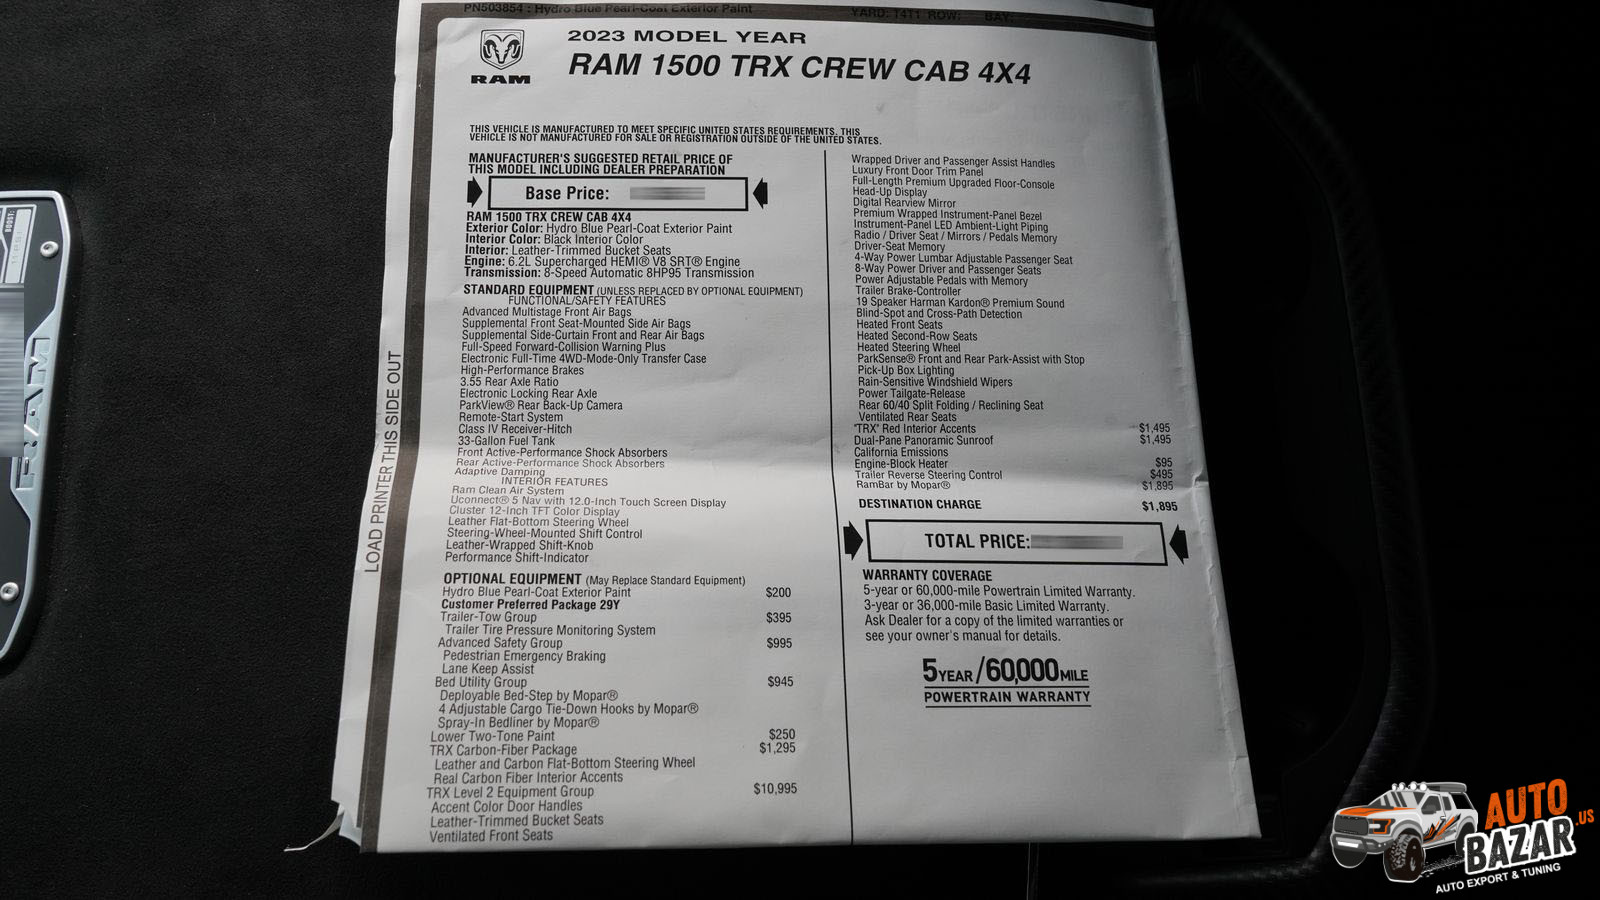 PN503854 : Hydro Blue Pearl-Coat Exterior Paint
YARD: 1411 ROW: BAY:
RAM
2023 MODEL YEAR
RAM 1500 TRX CREW CAB 4X4
THIS VEHICLE IS MANUFACTURED TO MEET SPECIFIC UNITED STATES REQUIREMENTS. THIS
VEHICLE IS NOT MANUFACTURED FOR SALE OR REGISTRATION OUTSIDE OF THE UNITED STATES.
MANUFACTURER'S SUGGESTED RETAIL PRICE OF
THIS MODEL INCLUDING DEALER PREPARATION
Base Price:
RAM 1500 TRX CREW CAB 4X4
Exterior Color: Hydro Blue Pearl-Coat Exterior Paint
Interior Color: Black Interior Color
Interior: Leather-Trimmed Bucket Seats
Engine: 6.2L Supercharged HEMI® V8 SRT® Engine
Transmission: 8-Speed Automatic 8HP95 Transmission
STANDARD EQUIPMENT (UNLESS REPLACED BY OPTIONAL EQUIPMENT)
FUNCTIONAL/SAFETY FEATURES
Advanced Multistage Front Air Bags
Supplemental Front Seat-Mounted Side Air Bags
Supplemental Side-Curtain Front and Rear Air Bags
Full-Speed Forward-Collision Warning Plus
Electronic Full-Time 4WD-Mode-Only Transfer Case
High-Performance Brakes
3.55 Rear Axle Ratio
Electronic Locking Rear Axle
ParkView® Rear Back-Up Camera
Remote-Start System
Class IV Receiver-Hitch
33-Gallon Fuel Tank
Front Active-Performance Shock Absorbers
Rear Active-Performance Shock Absorbers
Adaptive Damping
INTERIOR FEATURES
Ram Clean Air System
Uconnect® 5 Nav with 12.0-Inch Touch Screen Display
Cluster 12-Inch TFT Color Display
Leather Flat-Bottom Steering Wheel
Steering-Wheel-Mounted Shift Control
Leather-Wrapped Shift-Knob
Performance Shift-Indicator
OPTIONAL EQUIPMENT (May Replace Standard Equipment)
Hydro Blue Pearl-Coat Exterior Paint $200
Customer Preferred Package 29Y
Trailer-Tow Group $395
Trailer Tire Pressure Monitoring System
Advanced Safety Group $995
Pedestrian Emergency Braking
Lane Keep Assist
Bed Utility Group $945
Deployable Bed-Step by Mopar®
4 Adjustable Cargo Tie-Down Hooks by Mopar®
Spray-In Bedliner by Mopar®
Lower Two-Tone Paint $250
TRX Carbon-Fiber Package $1,295
Leather and Carbon Flat-Bottom Steering Wheel
Real Carbon Fiber Interior Accents
TRX Level 2 Equipment Group $10,995
Accent Color Door Handles
Leather-Trimmed Bucket Seats
Ventilated Front Seats
Wrapped Driver and Passenger Assist Handles
Luxury Front Door Trim Panel
Full-Length Premium Upgraded Floor-Console
Head-Up Display
Digital Rearview Mirror
Premium Wrapped Instrument-Panel Bezel
Instrument-Panel LED Ambient-Light Piping
Radio / Driver Seat / Mirrors / Pedals Memory
Driver-Seat Memory
4-Way Power Lumbar Adjustable Passenger Seat
8-Way Power Driver and Passenger Seats
Power Adjustable Pedals with Memory
Trailer Brake-Controller
19 Speaker Harman Kardon® Premium Sound
Blind-Spot and Cross-Path Detection
Heated Front Seats
Heated Second-Row Seats
Heated Steering Wheel
ParkSense® Front and Rear Park-Assist with Stop
Pick-Up Box Lighting
Rain-Sensitive Windshield Wipers
Power Tailgate-Release
Rear 60/40 Split Folding / Reclining Seat
Ventilated Rear Seats
"TRX" Red Interior Accents $1,495
Dual-Pane Panoramic Sunroof $1,495
California Emissions
Engine-Block Heater $95
Trailer Reverse Steering Control $495
RamBar by Mopar® $1,895
DESTINATION CHARGE $1,895
TOTAL PRICE:
WARRANTY COVERAGE
5-year or 60,000-mile Powertrain Limited Warranty.
3-year or 36,000-mile Basic Limited Warranty.
Ask Dealer for a copy of the limited warranties or
see your owner's manual for details.
5 YEAR / 60,000 MILE
POWERTRAIN WARRANTY
LOAD PRINTER THIS SIDE OUT
BOOST:
RAM
AUTO
BAZAR.us
AUTO EXPORT & TUNING